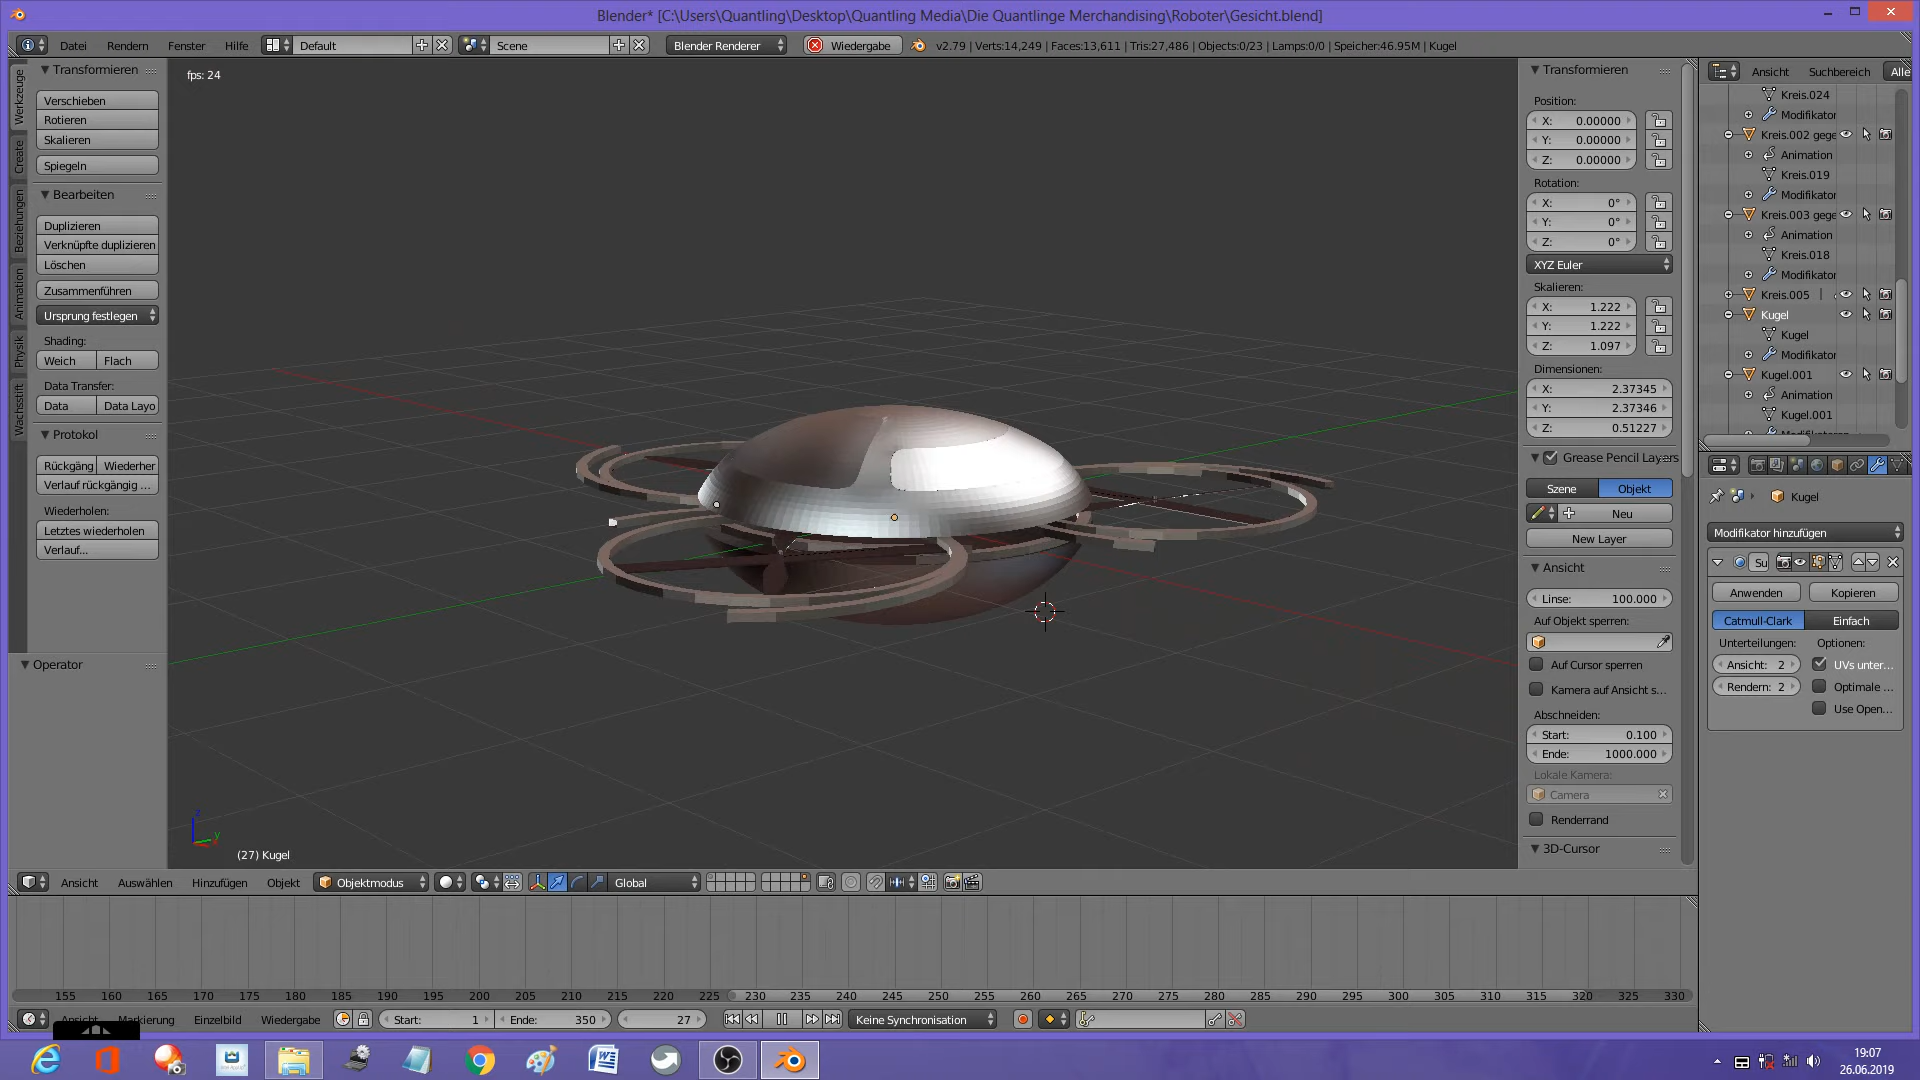 Blender* [C:\Users\Quantling\Desktop\Quantling Media\Die Quantlinge Merchandising\Roboter\Gesicht.blend]
Datei Rendern Fenster Hilfe Default Scene Blender Renderer Wiedergabe v2.79 | Verts:14,249 | Faces:13,611 | Tris:27,486 | Objects:0/23 | Lamps:0/0 | Speicher:46.95M | Kugel
Werkzeuge
Create
Beziehungen
Animation
Physik
Wachsstift
Transformieren
Verschieben
Rotieren
Skalieren
Spiegeln
Bearbeiten
Duplizieren
Verknüpfte duplizieren
Löschen
Zusammenführen
Ursprung festlegen
Shading:
Weich Flach
Data Transfer:
Data Data Layo
Protokol
Rückgäng Wiederher
Verlauf rückgängig ...
Wiederholen:
Letztes wiederholen
Verlauf...
Operator
fps: 24
z
y
(27) Kugel
Transformieren
Position:
X: 0.00000
Y: 0.00000
Z: 0.00000
Rotation:
X: 0°
Y: 0°
Z: 0°
XYZ Euler
Skalieren:
X: 1.222
Y: 1.222
Z: 1.097
Dimensionen:
X: 2.37345
Y: 2.37346
Z: 0.51227
Grease Pencil Layers
Szene Objekt
Neu
New Layer
Ansicht
Linse: 100.000
Auf Objekt sperren:
Auf Cursor sperren
Kamera auf Ansicht s...
Abschneiden:
Start: 0.100
Ende: 1000.000
Lokale Kamera:
Camera
Renderrand
3D-Cursor
Ansicht Suchbereich Alle
Kreis.024
Modifikator
Kreis.002 gege
Animation
Kreis.019
Modifikator
Kreis.003 gege
Animation
Kreis.018
Modifikator
Kreis.005
Kugel
Kugel
Modifikator
Kugel.001
Animation
Kugel.001
Kugel
Modifikator hinzufügen
Su
Anwenden Kopieren
Catmull-Clark Einfach
Unterteilungen: Optionen:
Ansicht: 2 UVs unter...
Rendern: 2 Optimale ...
Use Open...
Ansicht Auswählen Hinzufügen Objekt Objektmodus Global
155 160 165 170 175 180 185 190 195 200 205 210 215 220 225 230 235 240 245 250 255 260 265 270 275 280 285 290 295 300 305 310 315 320 325 330
Ansicht Markierung Einzelbild Wiedergabe Start: 1 Ende: 350 27 Keine Synchronisation
19:07
26.06.2019